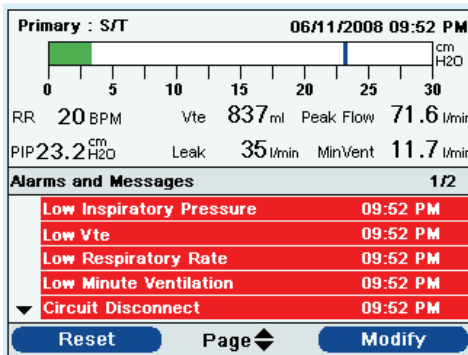 Primary : S/T 06/11/2008 09:52 PM
cm
H2O
0 5 10 15 20 25 30
RR 20 BPM Vte 837 ml Peak Flow 71.6 l/min
PIP 23.2 cm H2O Leak 35 l/min MinVent 11.7 l/min
Alarms and Messages 1/2
Low Inspiratory Pressure 09:52 PM
Low Vte 09:52 PM
Low Respiratory Rate 09:52 PM
Low Minute Ventilation 09:52 PM
Circuit Disconnect 09:52 PM
Reset Page Modify